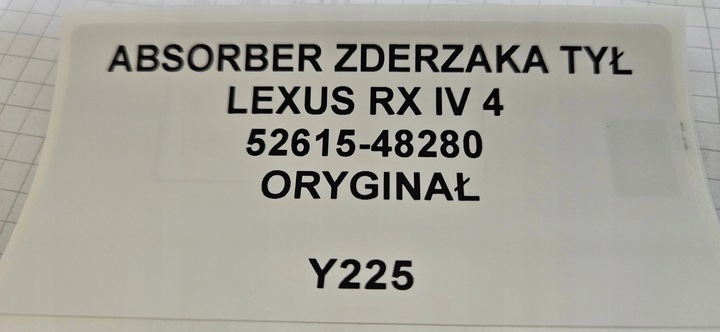 ABSORBER ZDERZAKA TYŁ
LEXUS RX IV 4
52615-48280
ORYGINAŁ
Y225